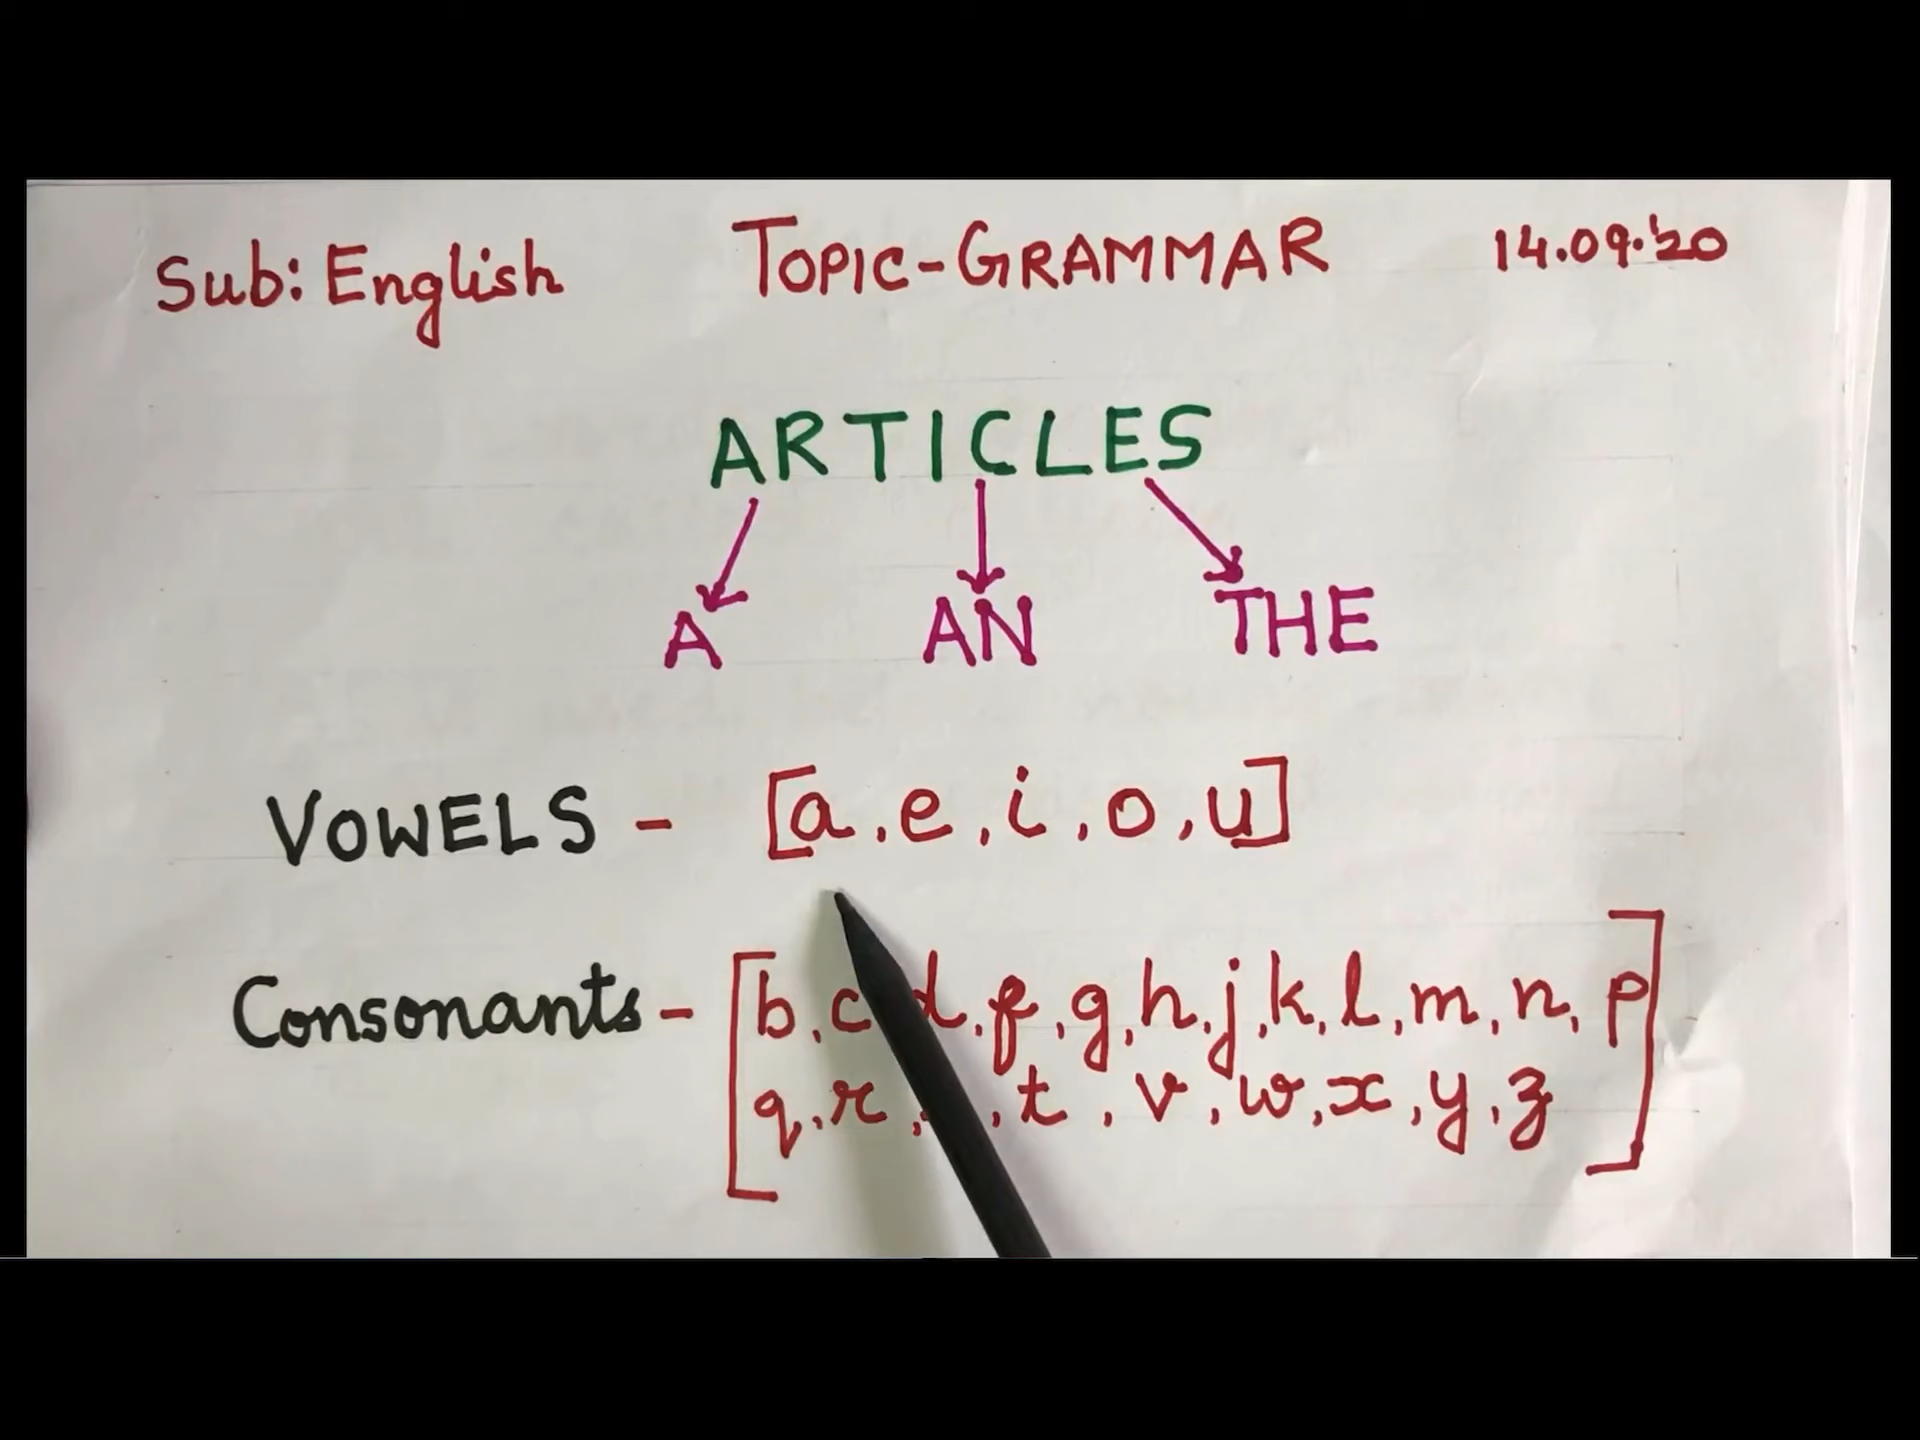 Sub: English TOPIC-GRAMMAR 14.09.'20
ARTICLES
A AN THE
VOWELS - [a, e, i, o, u]
Consonants - [b, c d, f, g, h, j, k, l, m, n, p
q, r, , t, v, w, x, y, z]